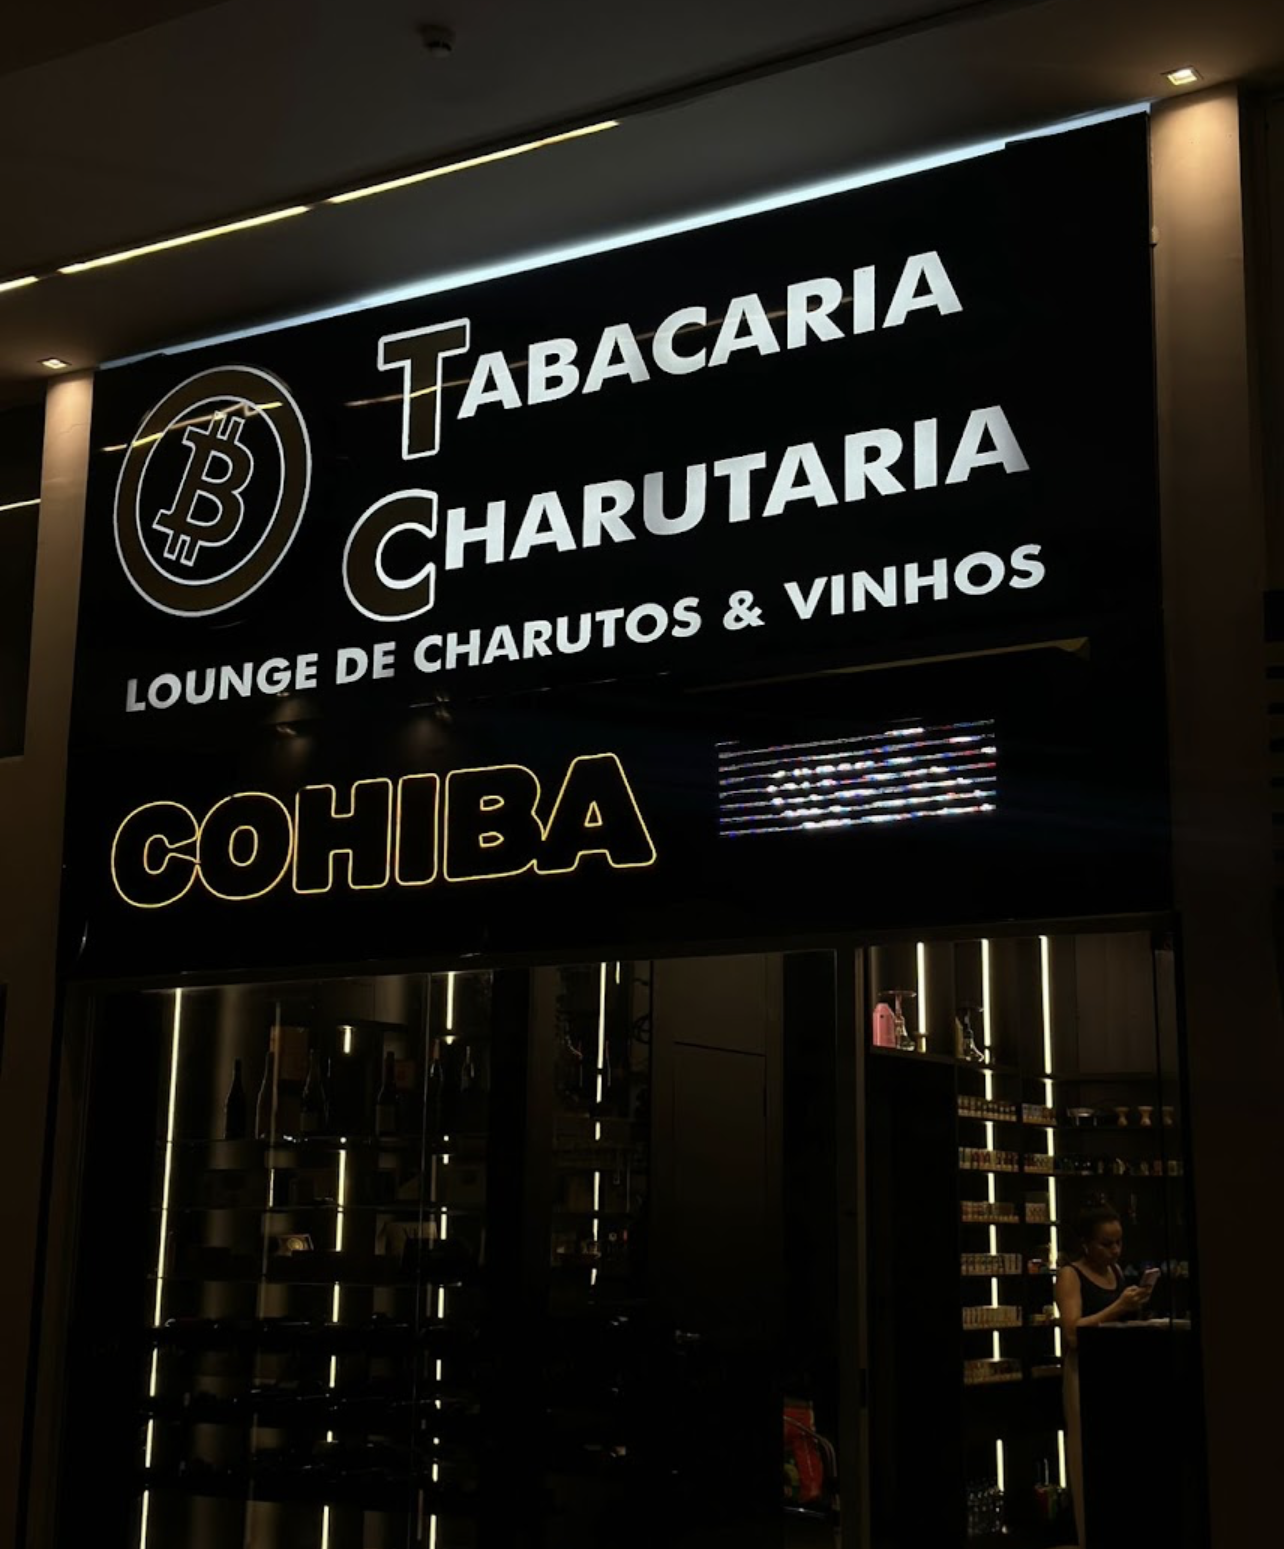 TABACARIA
CHARUTARIA
LOUNGE DE CHARUTOS & VINHOS
COHIBA